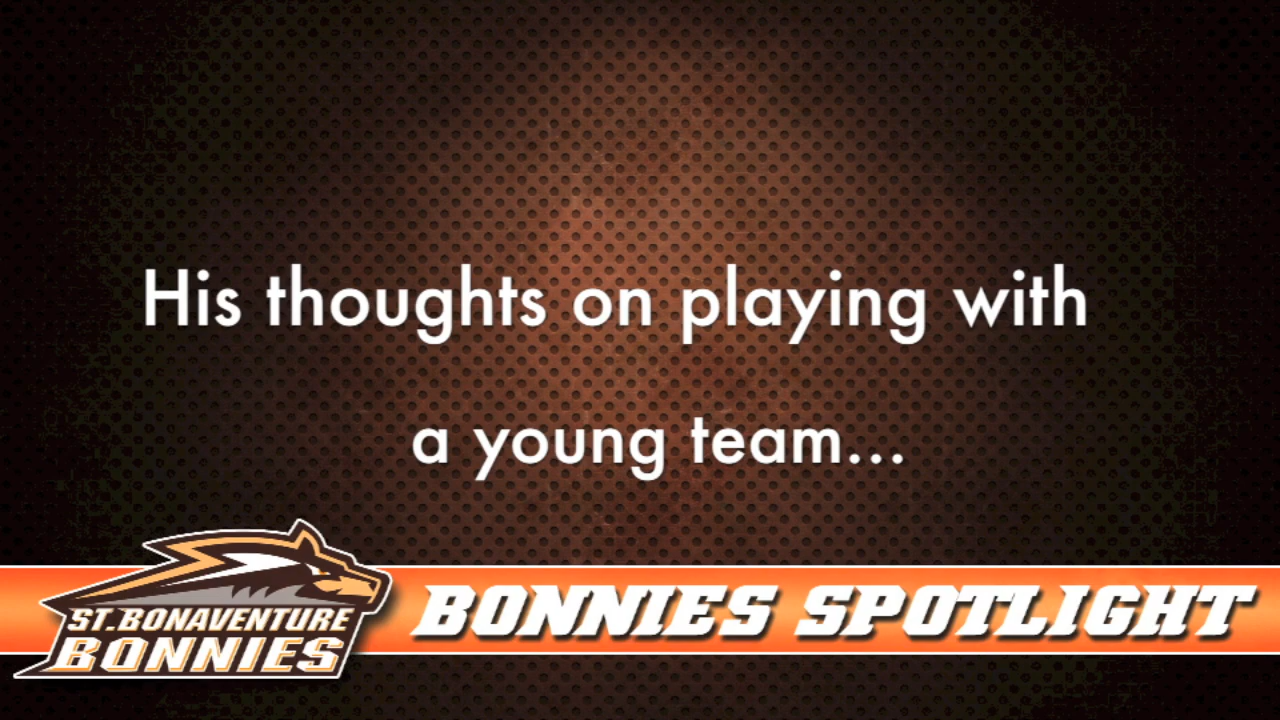 His thoughts on playing with
a young team...
ST. BONAVENTURE
BONNIES
BONNIES SPOTLIGHT